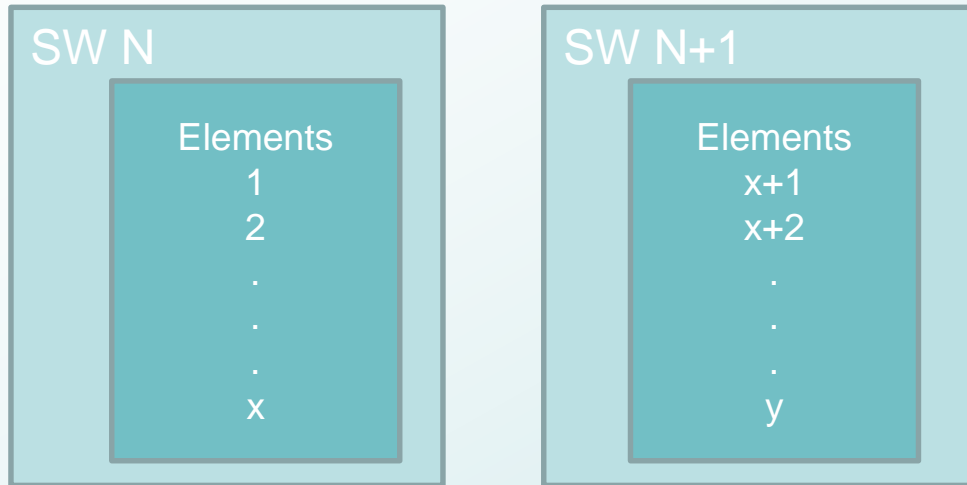 SW N
Elements
1
2
.
.
.
x
SW N+1
Elements
x+1
x+2
.
.
.
y